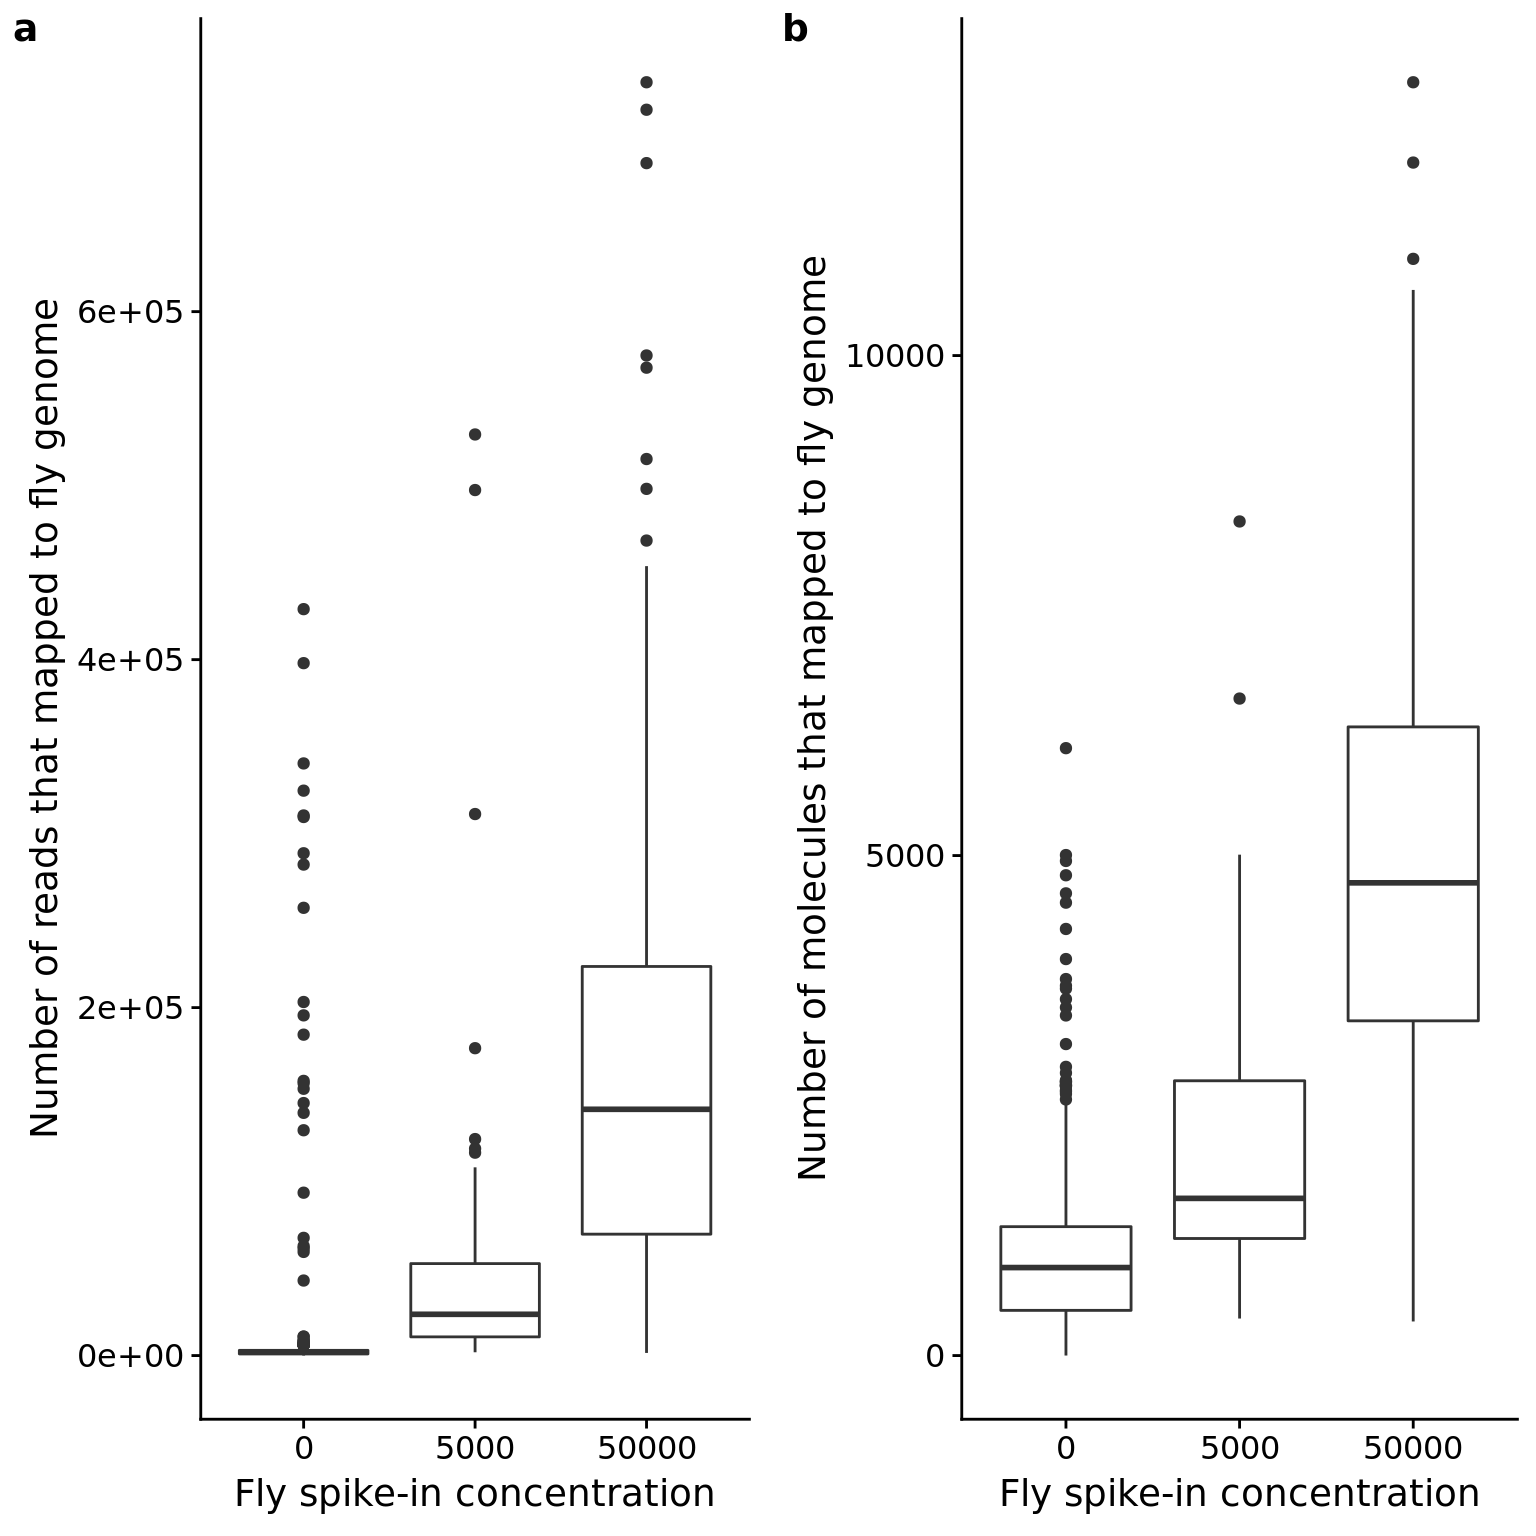 a
Number of reads that mapped to fly genome
6e+05
4e+05
2e+05
0e+00
0 5000 50000
Fly spike-in concentration
b
Number of molecules that mapped to fly genome
10000
5000
0
0 5000 50000
Fly spike-in concentration